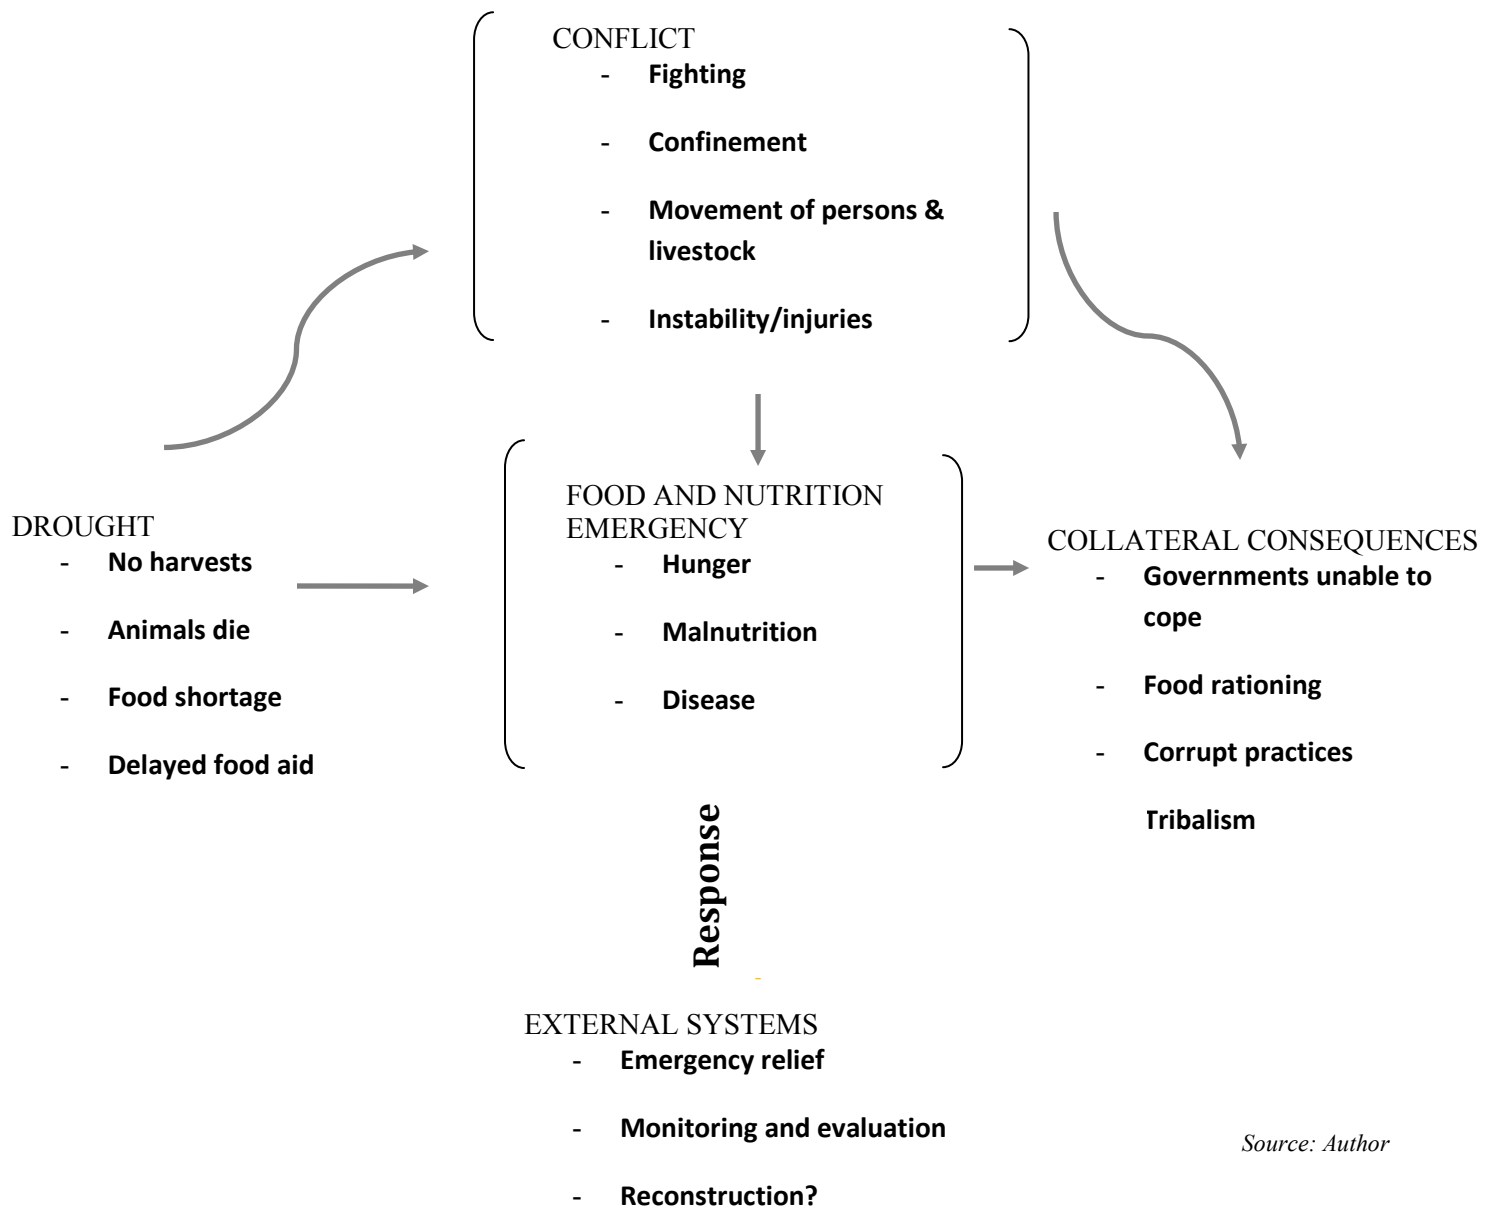 CONFLICT
- Fighting
- Confinement
- Movement of persons &
livestock
- Instability/injuries
DROUGHT
- No harvests
- Animals die
- Food shortage
- Delayed food aid
FOOD AND NUTRITION
EMERGENCY
- Hunger
- Malnutrition
- Disease
COLLATERAL CONSEQUENCES
- Governments unable to
cope
- Food rationing
- Corrupt practices
Tribalism
Response
EXTERNAL SYSTEMS
- Emergency relief
- Monitoring and evaluation
- Reconstruction?
Source: Author